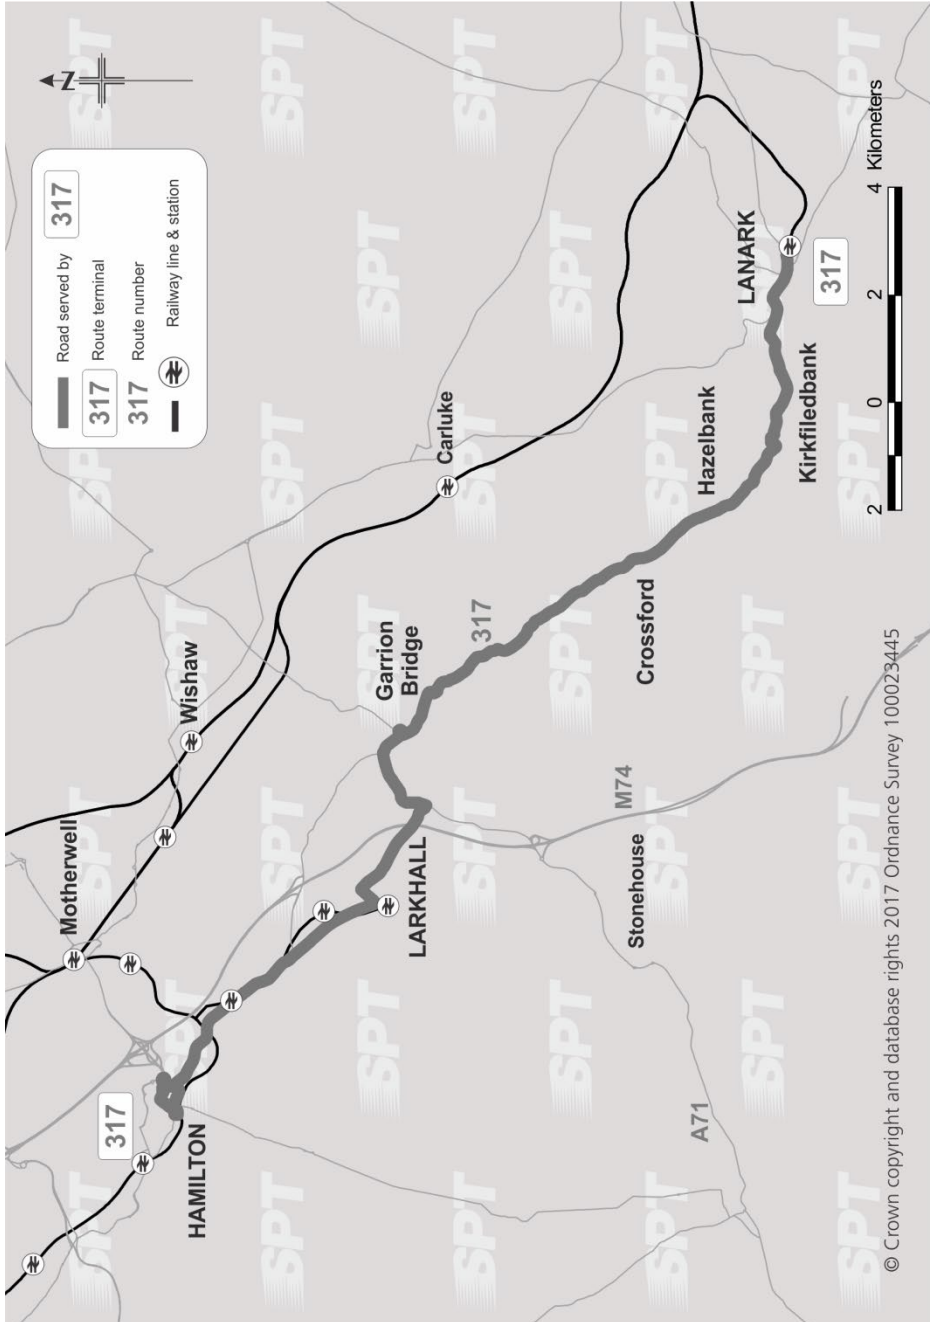 N
Road served by 317
317 Route terminal
317 Route number
Railway line & station
Motherwell
317
Wishaw
HAMILTON
Garrion
Bridge
LARKHALL
Carluke
317
M74
Stonehouse
Crossford
A71
Hazelbank
LANARK
Kirkfiledbank
317
2 0 2 4 Kilometers
© Crown copyright and database rights 2017 Ordnance Survey 100023445
SPT